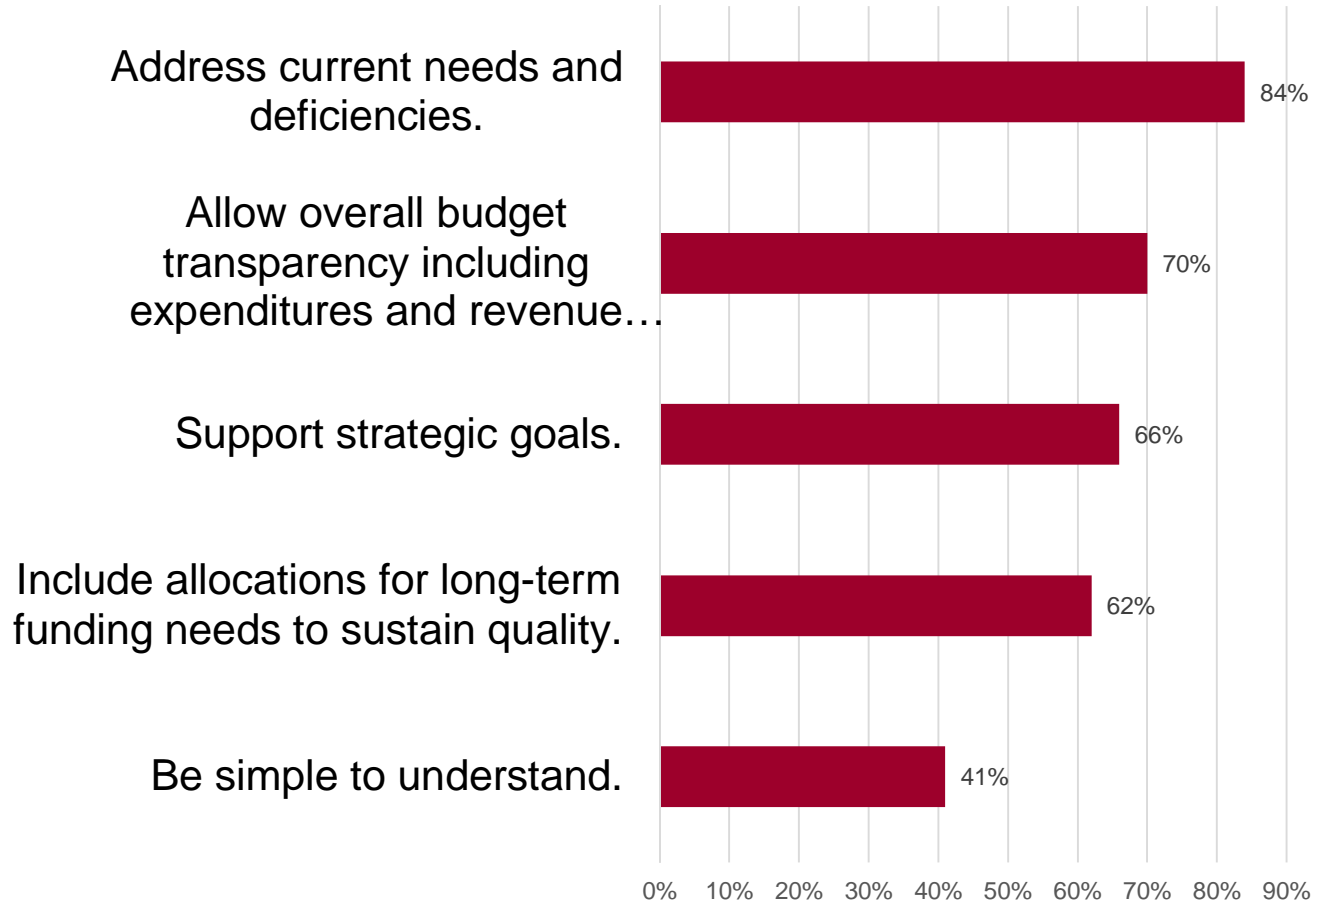 Address current needs and
deficiencies.
84%
Allow overall budget
transparency including
expenditures and revenue…
70%
Support strategic goals.
66%
Include allocations for long-term
funding needs to sustain quality.
62%
Be simple to understand.
41%
0% 10% 20% 30% 40% 50% 60% 70% 80% 90%